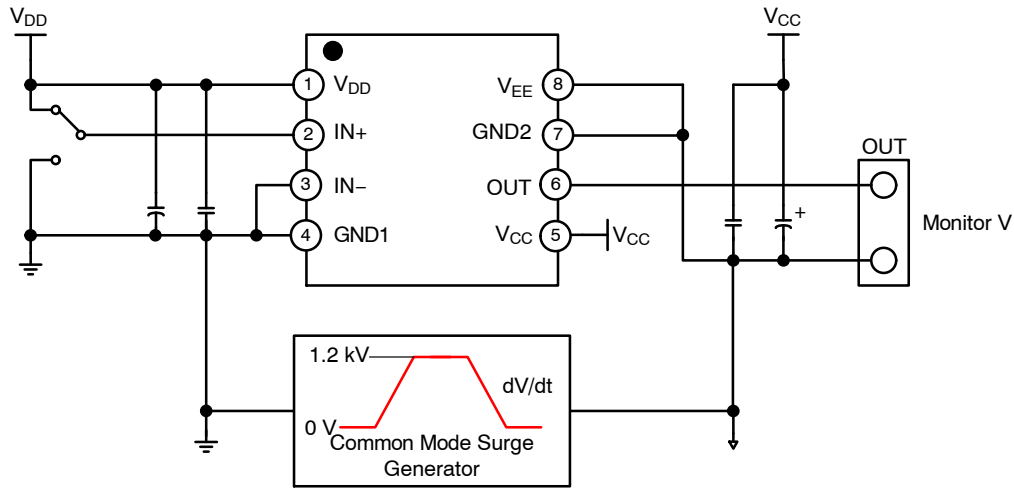 VDD
VCC
1 VDD
VEE 8
2 IN+
GND2 7
OUT
3 IN−
OUT 6
+
Monitor V
4 GND1
VCC 5
VCC
1.2 kV
dV/dt
0 V
Common Mode Surge
Generator